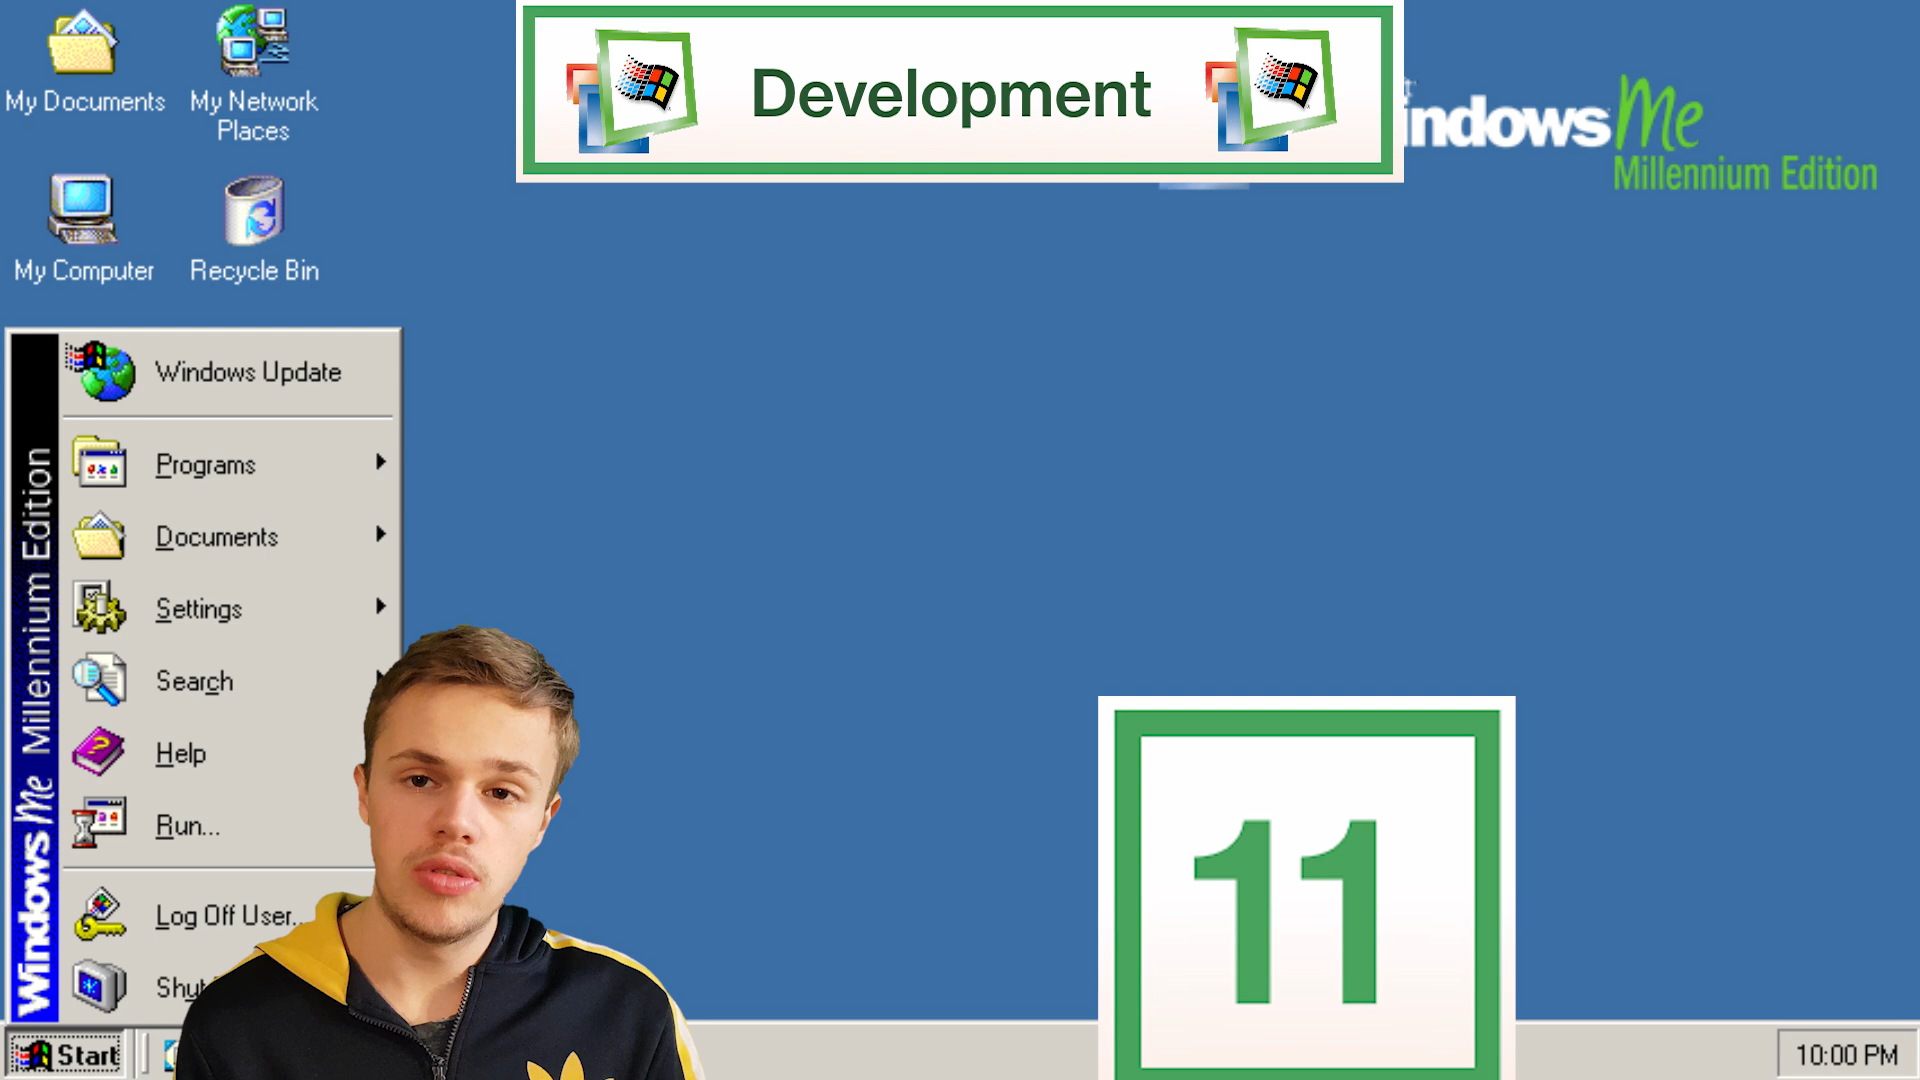 My Documents
My Network
Places
Development
indows Me
Millennium Edition
My Computer
Recycle Bin
Windows Update
Programs
Documents
Settings
Search
Help
Run...
Log Off User...
Shut
Windows Me Millennium Edition
11
Start
10:00 PM